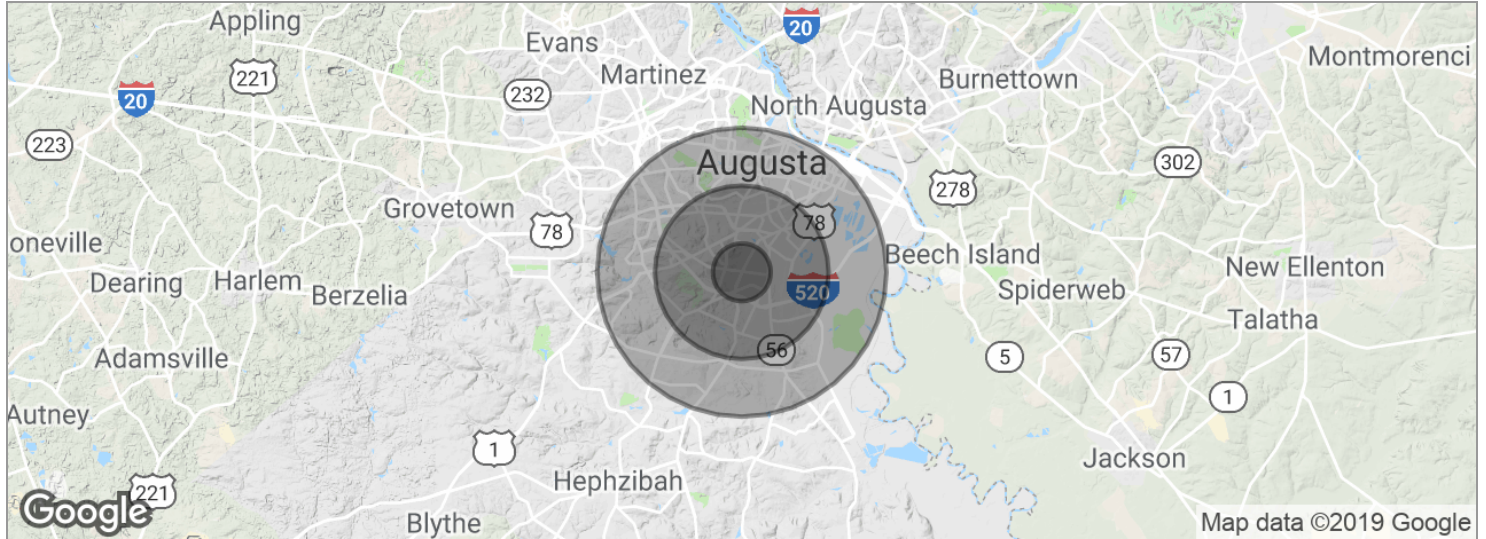 Appling
20
Evans
Montmorenci
221
Martinez
Burnettown
20
232
North Augusta
223
Augusta
302
278
Grovetown
78
78
oneville
Beech Island
Dearing
Harlem
Berzelia
New Ellenton
520
Spiderweb
Talatha
Adamsville
56
5
57
Autney
1
1
Jackson
Hephzibah
221
Google
Blythe
Map data ©2019 Google